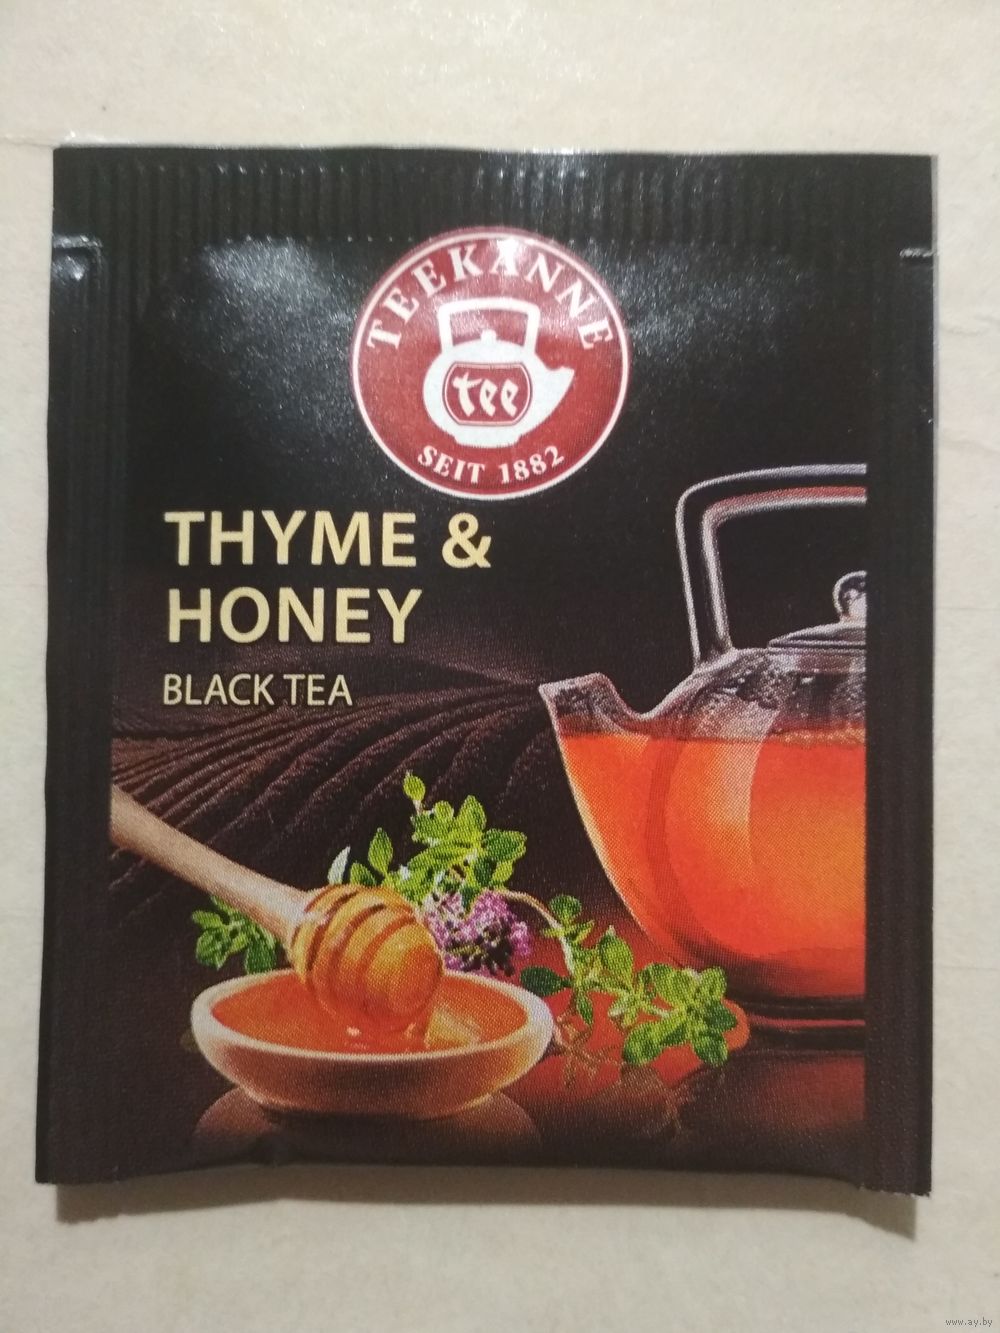 TEEKANNE
tee
SEIT 1882
THYME &
HONEY
BLACK TEA
www.ay.by